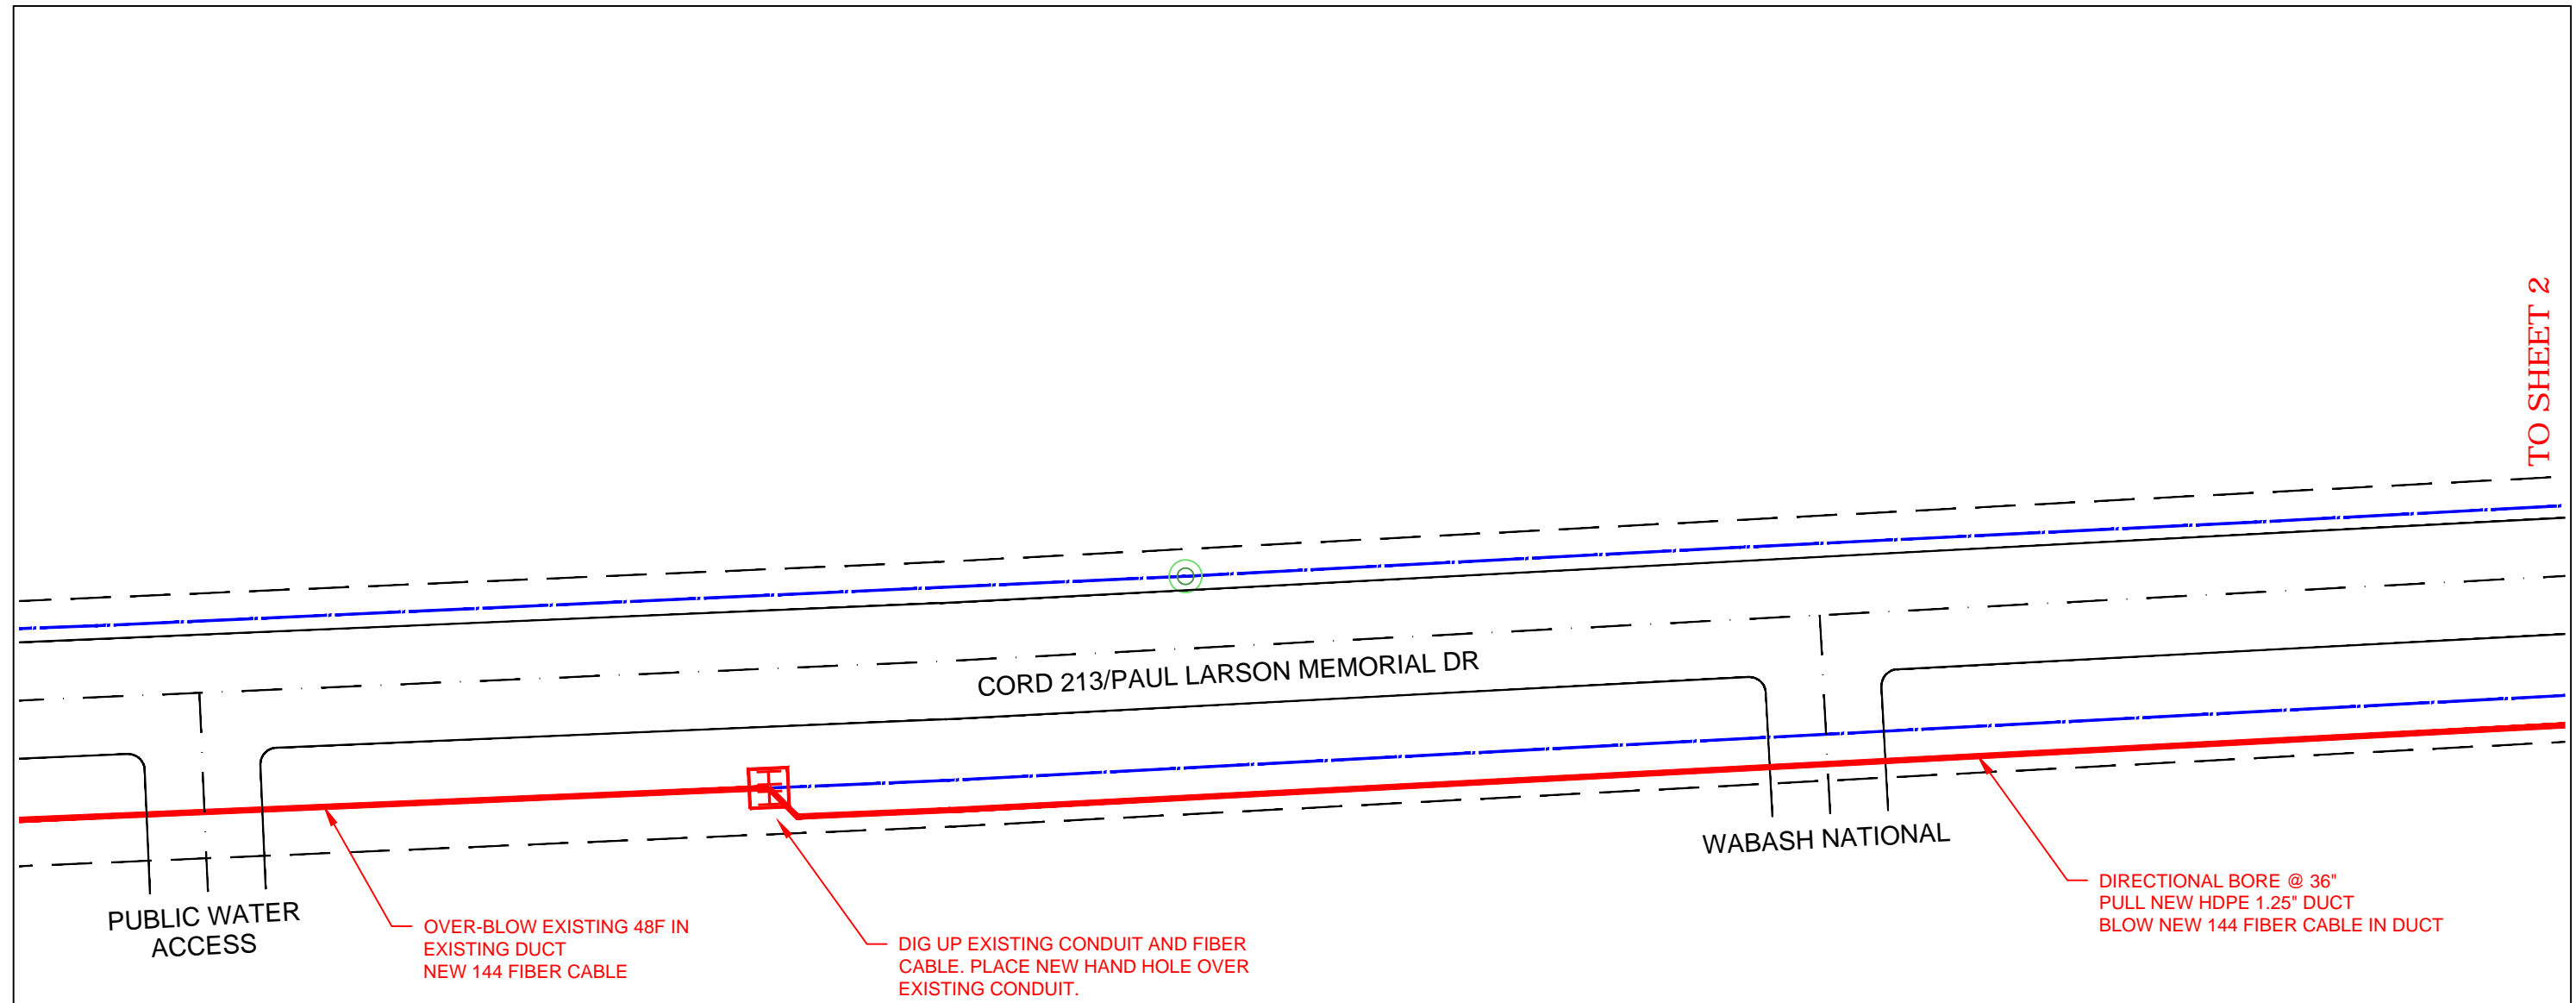 TO SHEET 2
CORD 213/PAUL LARSON MEMORIAL DR
WABASH NATIONAL
PUBLIC WATER
ACCESS
OVER-BLOW EXISTING 48F IN
EXISTING DUCT
NEW 144 FIBER CABLE
DIG UP EXISTING CONDUIT AND FIBER
CABLE. PLACE NEW HAND HOLE OVER
EXISTING CONDUIT.
DIRECTIONAL BORE @ 36"
PULL NEW HDPE 1.25" DUCT
BLOW NEW 144 FIBER CABLE IN DUCT